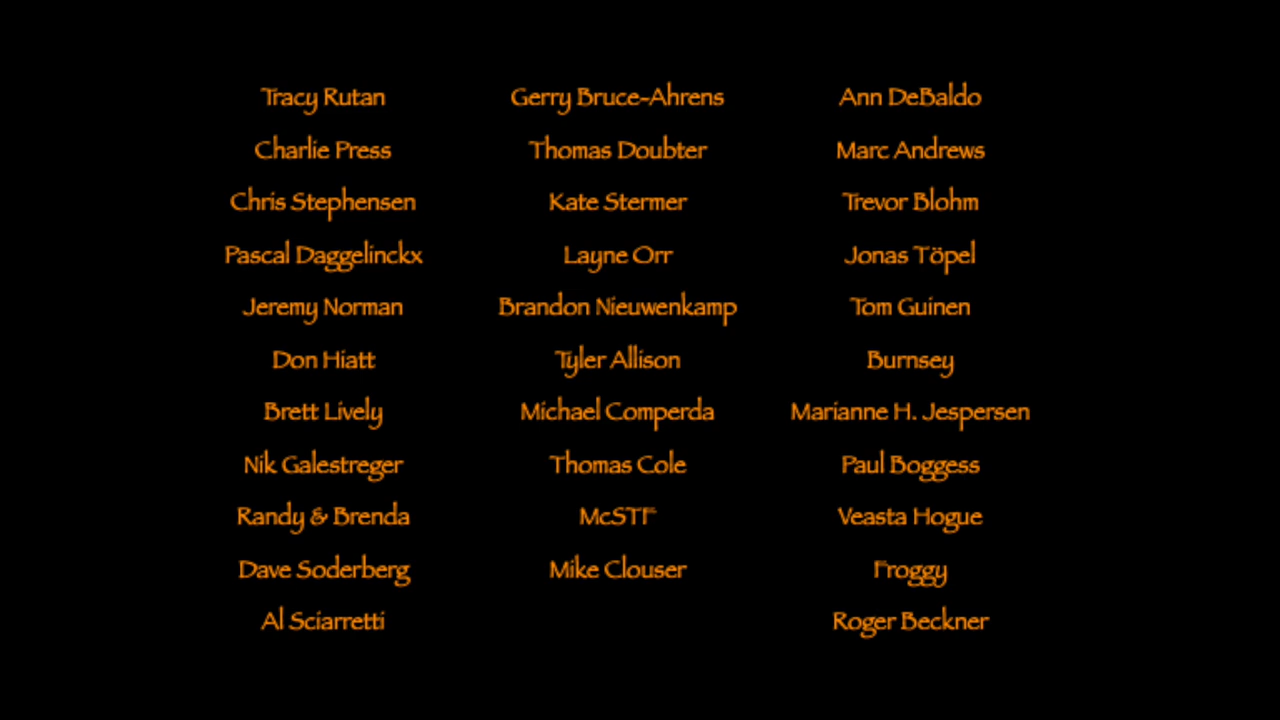 Tracy Rutan
Charlie Press
Chris Stephensen
Pascal Daggelinckx
Jeremy Norman
Don Hiatt
Brett Lively
Nik Galestreger
Randy & Brenda
Dave Soderberg
Al Sciarretti
Gerry Bruce-Ahrens
Thomas Doubter
Kate Stermer
Layne Orr
Brandon Nieuwenkamp
Tyler Allison
Michael Comperda
Thomas Cole
McSTF
Mike Clouser
Ann DeBaldo
Marc Andrews
Trevor Blohm
Jonas Töpel
Tom Guinen
Burnsey
Marianne H. Jespersen
Paul Boggess
Veasta Hogue
Froggy
Roger Beckner